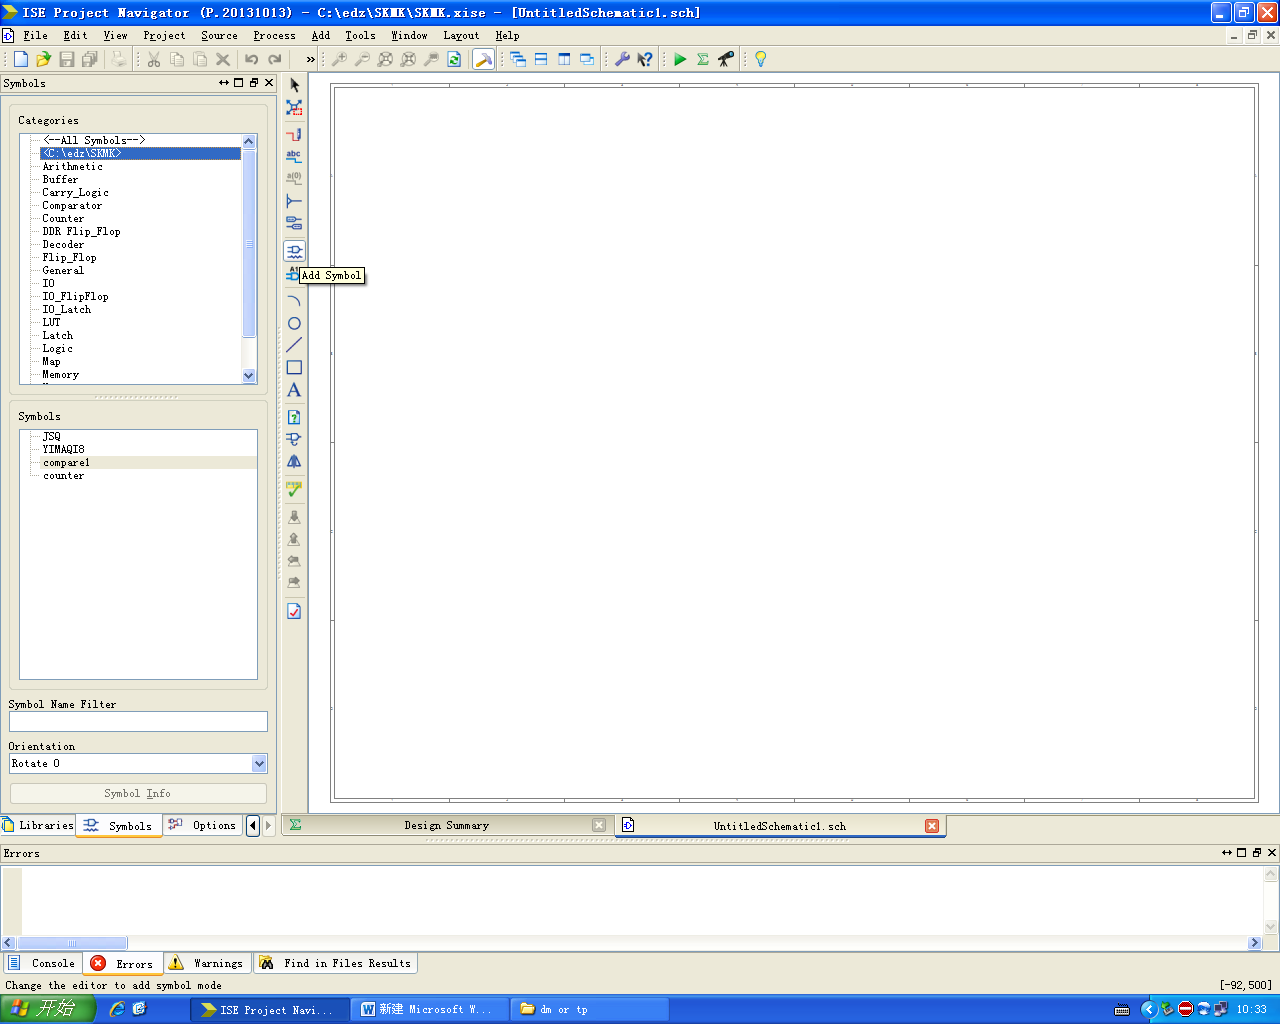 ISE Project Navigator (P.20131013) - C:\edz\SKMK\SKMK.xise - [UntitledSchematic1.sch]
File Edit View Project Source Process Add Tools Window Layout Help
Symbols
Categories
<--All Symbols-->
<C:\edz\SKMK>
Arithmetic
Buffer
Carry_Logic
Comparator
Counter
DDR Flip_Flop
Decoder
Flip_Flop
General
IO
IO_FlipFlop
IO_Latch
LUT
Latch
Logic
Map
Memory
abc
a(0)
A1
Add Symbol
A
Symbols
JSQ
YIMAQI8
compare1
counter
Symbol Name Filter
Orientation
Rotate 0
Symbol Info
Libraries Symbols Options
Design Summary UntitledSchematic1.sch
Errors
Console Errors Warnings Find in Files Results
Change the editor to add symbol mode [-92,500]
开始 ISE Project Navi... 新建 Microsoft W... dm or tp 10:33